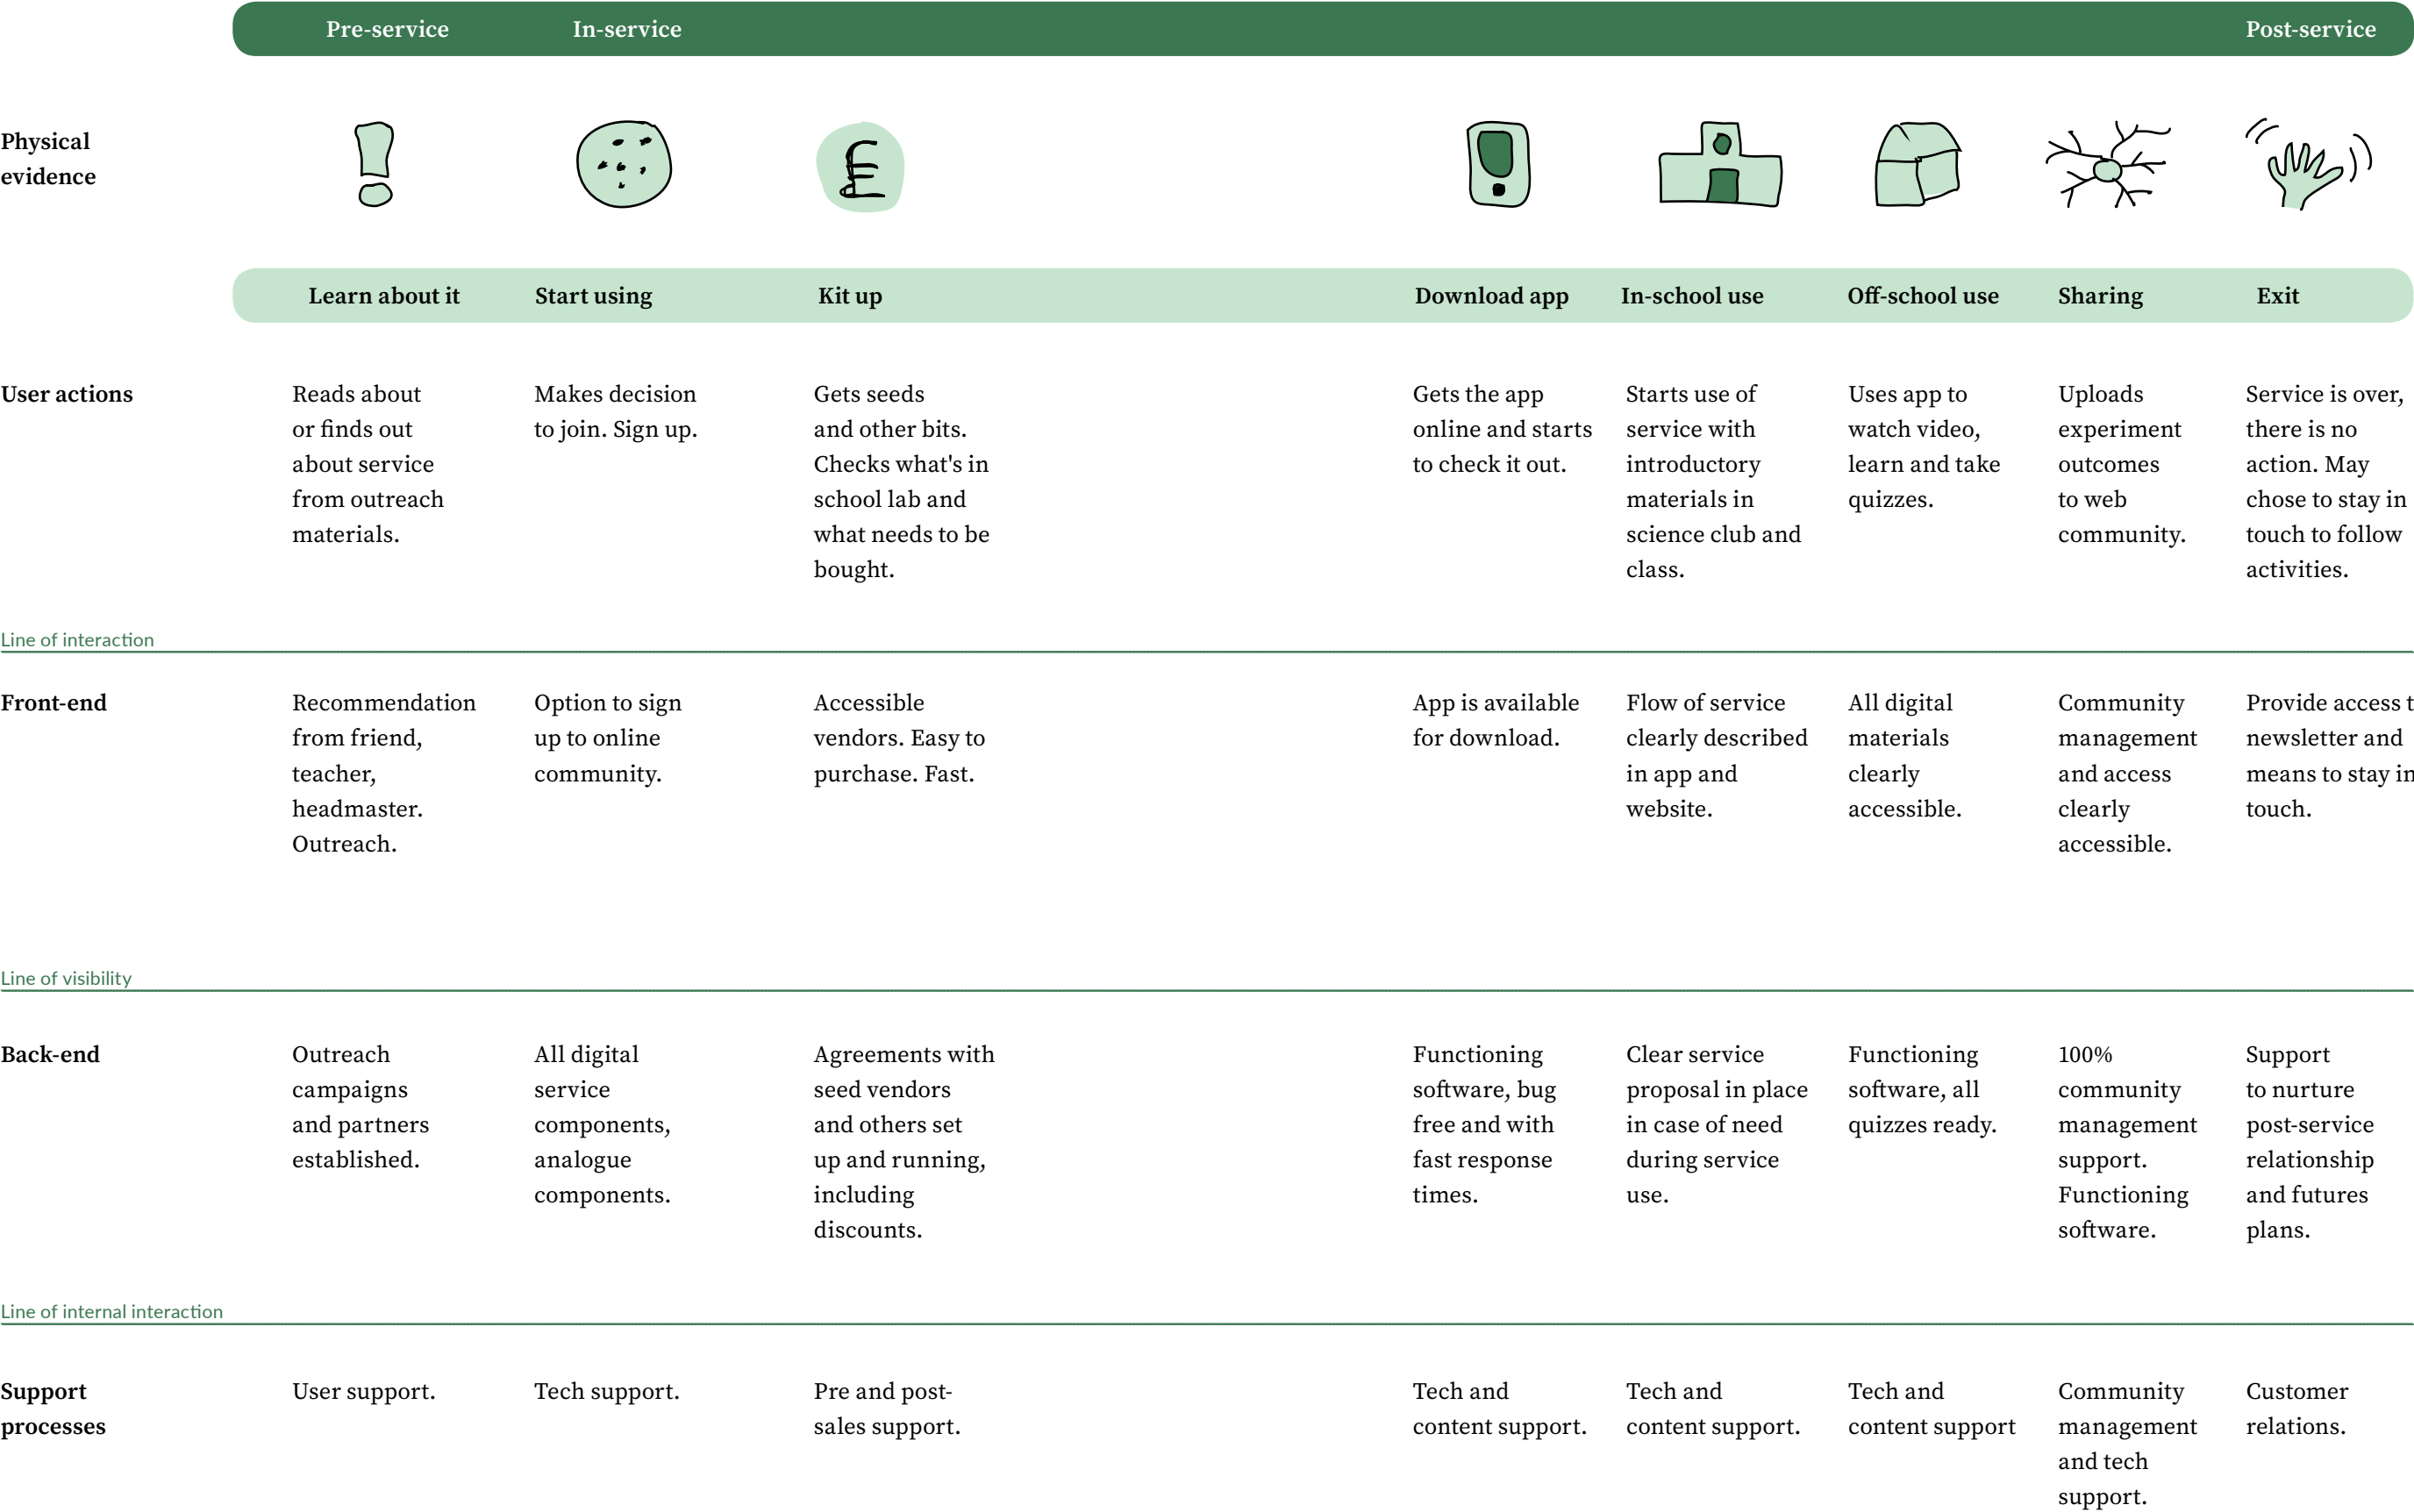 Pre-service
In-service
Post-service
Physical
evidence
£
Learn about it
Start using
Kit up
Download app
In-school use
Off-school use
Sharing
Exit
User actions
Reads about
or finds out
about service
from outreach
materials.
Makes decision
to join. Sign up.
Gets seeds
and other bits.
Checks what's in
school lab and
what needs to be
bought.
Gets the app
online and starts
to check it out.
Starts use of
service with
introductory
materials in
science club and
class.
Uses app to
watch video,
learn and take
quizzes.
Uploads
experiment
outcomes
to web
community.
Service is over,
there is no
action. May
chose to stay in
touch to follow
activities.
Line of interaction
Front-end
Recommendation
from friend,
teacher,
headmaster.
Outreach.
Option to sign
up to online
community.
Accessible
vendors. Easy to
purchase. Fast.
App is available
for download.
Flow of service
clearly described
in app and
website.
All digital
materials
clearly
accessible.
Community
management
and access
clearly
accessible.
Provide access t
newsletter and
means to stay in
touch.
Line of visibility
Back-end
Outreach
campaigns
and partners
established.
All digital
service
components,
analogue
components.
Agreements with
seed vendors
and others set
up and running,
including
discounts.
Functioning
software, bug
free and with
fast response
times.
Clear service
proposal in place
in case of need
during service
use.
Functioning
software, all
quizzes ready.
100%
community
management
support.
Functioning
software.
Support
to nurture
post-service
relationship
and futures
plans.
Line of internal interaction
Support
processes
User support.
Tech support.
Pre and post-
sales support.
Tech and
content support.
Tech and
content support.
Tech and
content support
Community
management
and tech
support.
Customer
relations.